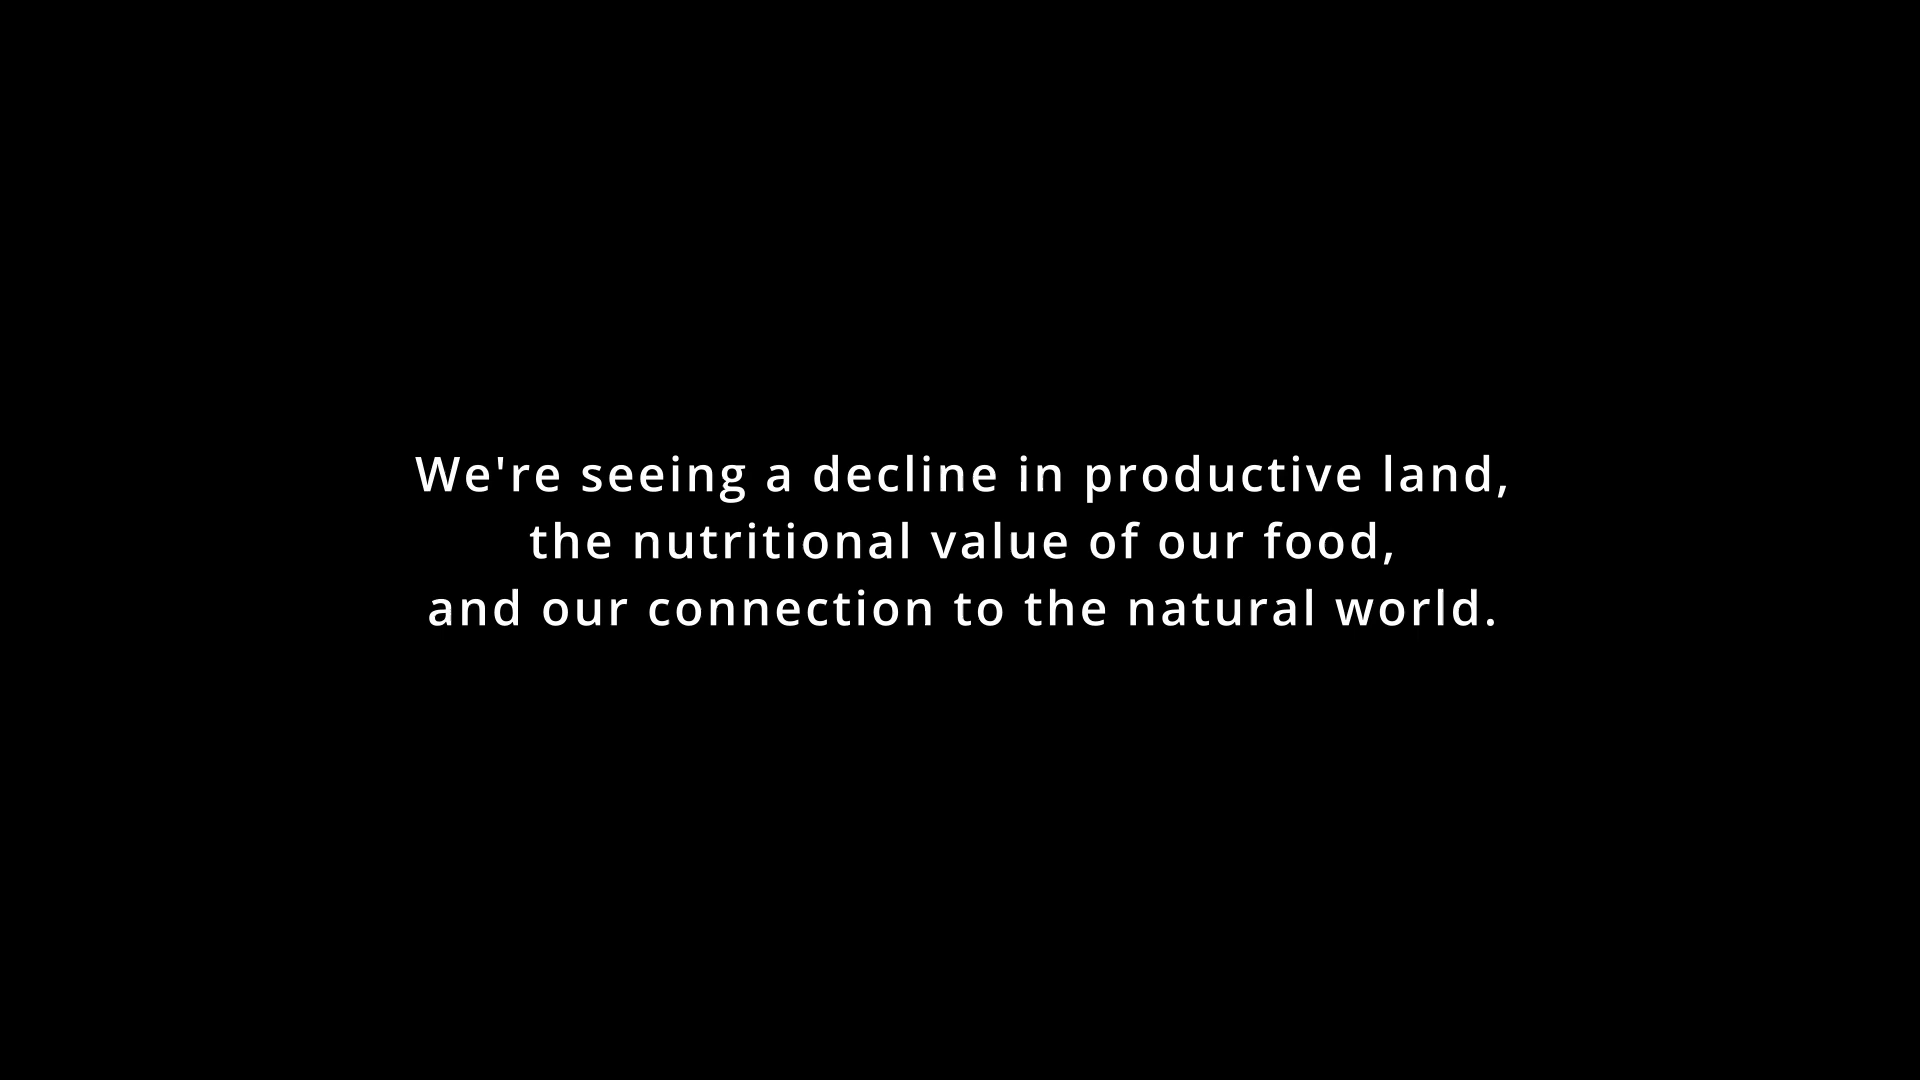 We're seeing a decline in productive land,
the nutritional value of our food,
and our connection to the natural world.